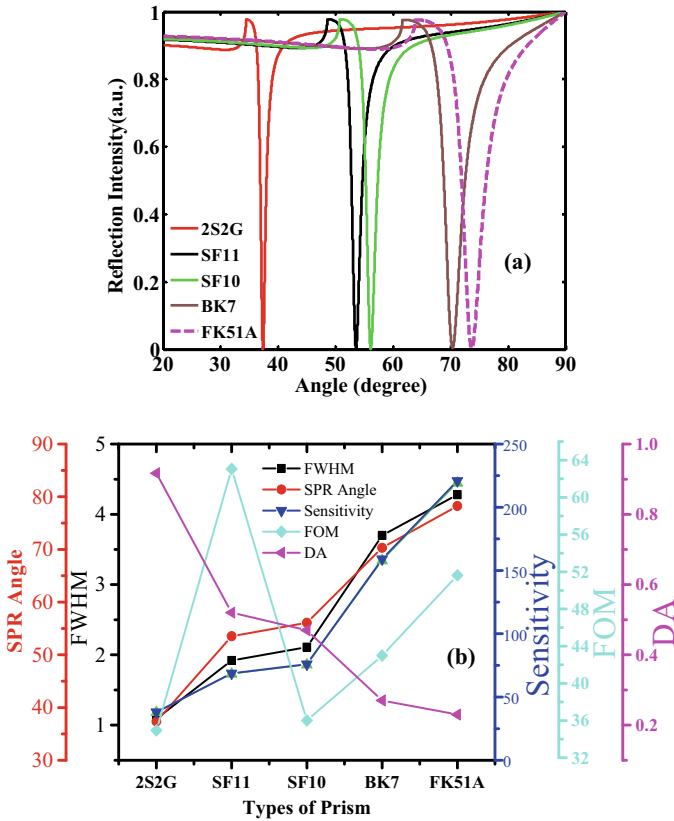 Reflection Intensity(a.u.)
1
0.8
0.6
0.4
0.2
0
2S2G
SF11
SF10
BK7
FK51A
(a)
20 30 40 50 60 70 80 90
Angle (degree)
SPR Angle
90
80
70
60
50
40
30
FWHM
5
4
3
2
1
FWHM
SPR Angle
Sensitivity
FOM
DA
(b)
2S2G SF11 SF10 BK7 FK51A
Types of Prism
250
200
150
100
50
0
Sensitivity
64
60
56
52
48
44
40
36
32
FOM
1.0
0.8
0.6
0.4
0.2
DA